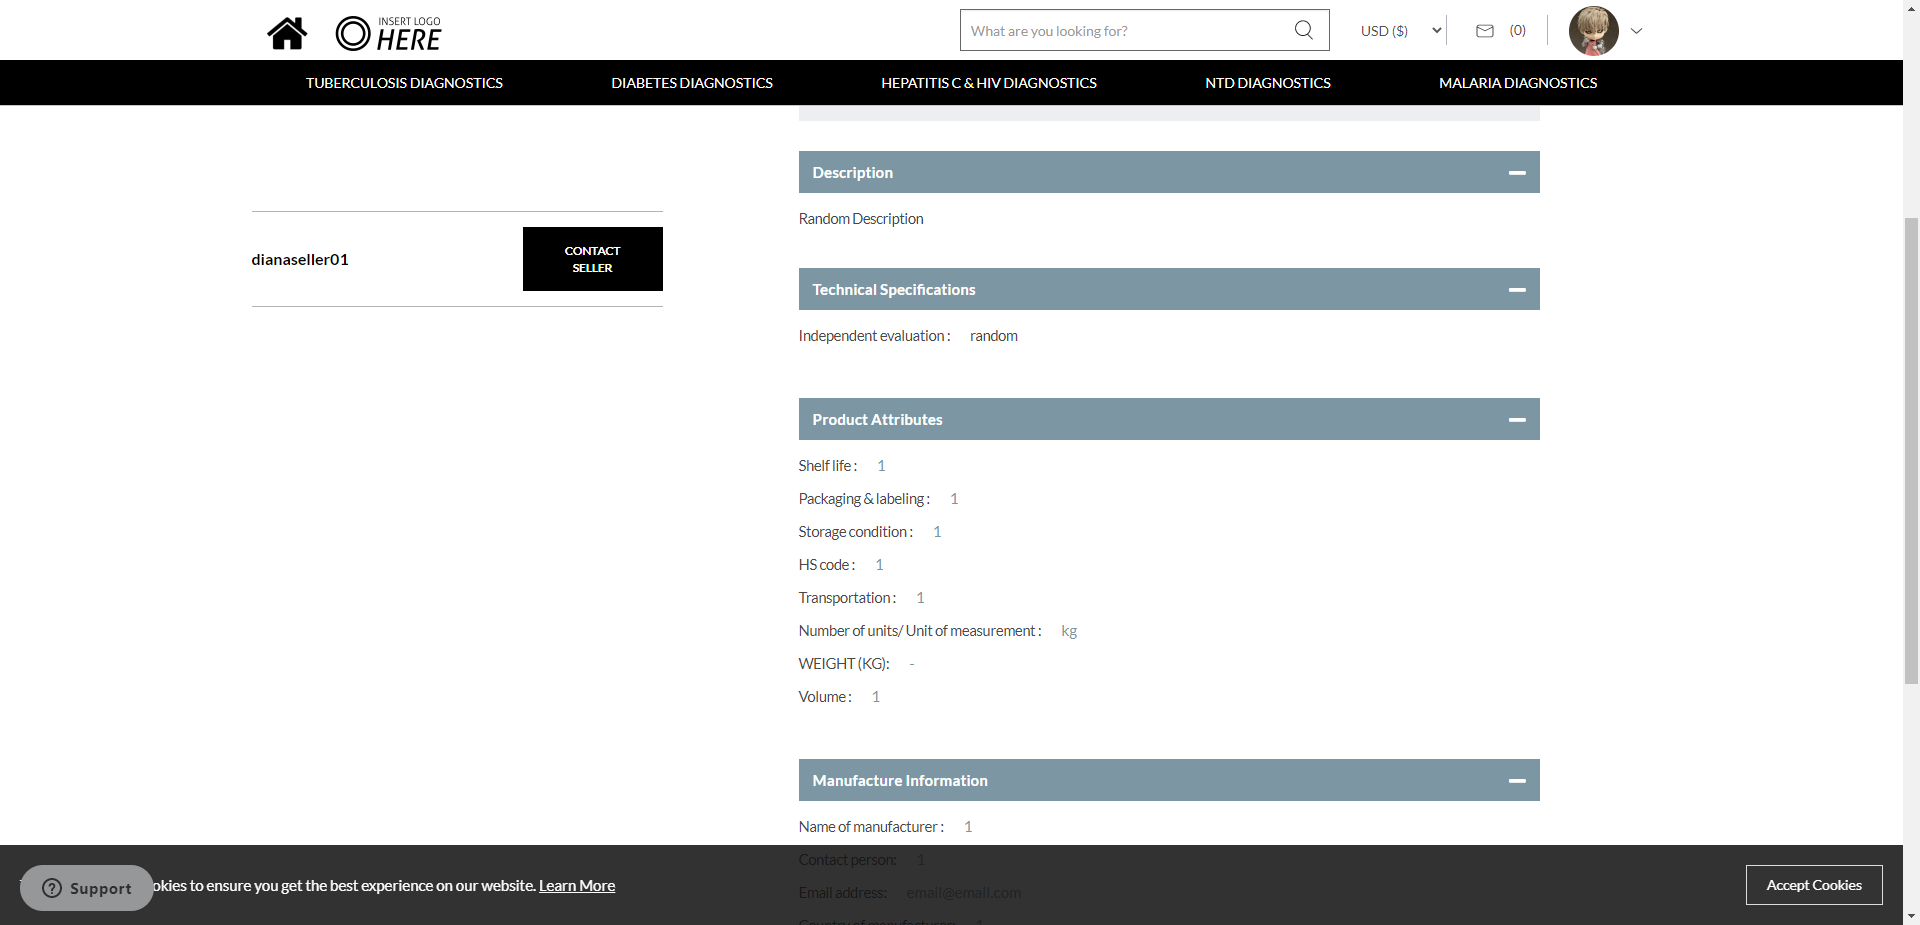 INSERT LOGO
HERE
What are you looking for?
USD ($)
(0)
TUBERCULOSIS DIAGNOSTICS
DIABETES DIAGNOSTICS
HEPATITIS C & HIV DIAGNOSTICS
NTD DIAGNOSTICS
MALARIA DIAGNOSTICS
dianaseller01
CONTACT
SELLER
Description
Random Description
Technical Specifications
Independent evaluation : random
Product Attributes
Shelf life : 1
Packaging & labeling : 1
Storage condition : 1
HS code : 1
Transportation : 1
Number of units/ Unit of measurement : kg
WEIGHT (KG): -
Volume : 1
Manufacture Information
Name of manufacturer : 1
Contact person: 1
Email address: email@email.com
Country of manufacturer: 1
Support
okies to ensure you get the best experience on our website. Learn More
Accept Cookies